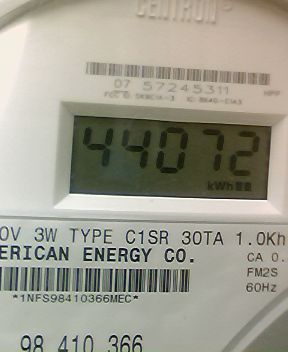 CENTRON®
07 57245311
HPP
44072
kWh
0V 3W TYPE C1SR 30TA 1.0Kh
ERICAN ENERGY CO.
CA 0.
FM2S
*1NFS98410366MEC*
60Hz
98 410 366